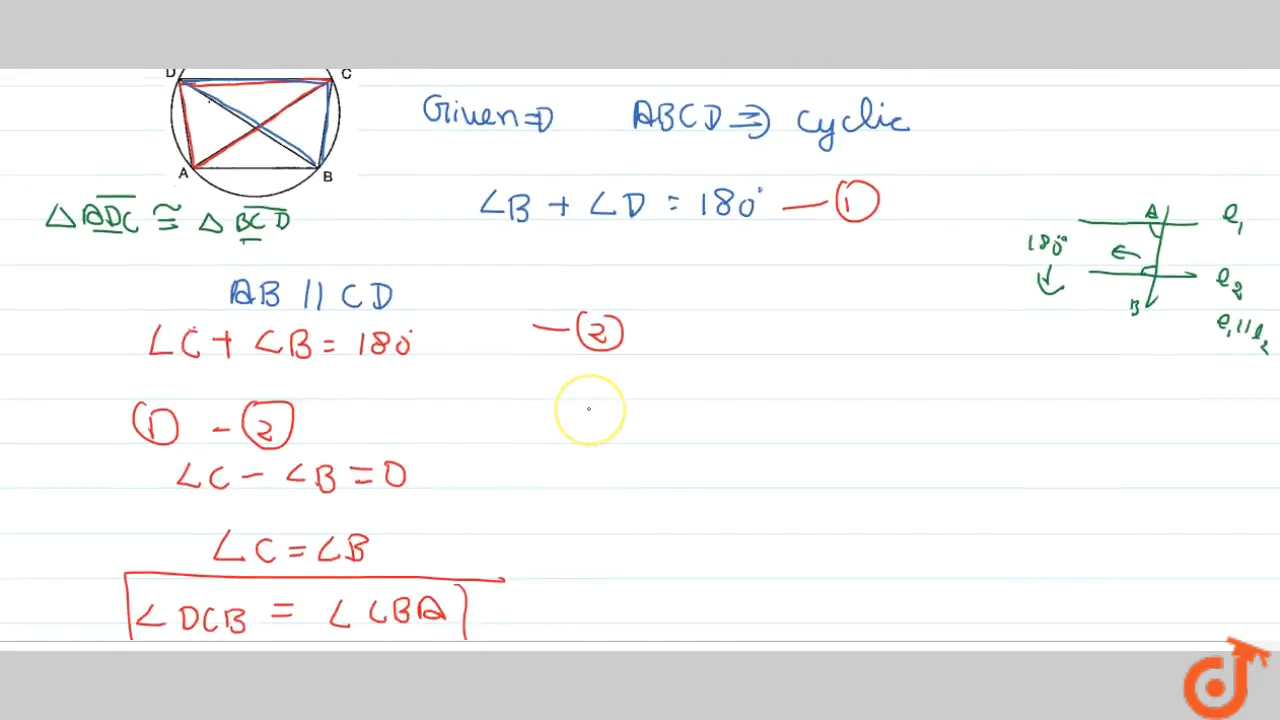 D C
Given ⇒ ABCD ⇒ cyclic
A B
∠B + ∠D = 180° — ①
△ADC ≅ △BCD
A l₁
180°
l₂
B
l₁ // l₂
AB // CD
∠C + ∠B = 180° — ②
① - ②
∠C - ∠B = 0
∠C = ∠B
∠DCB = ∠CBA